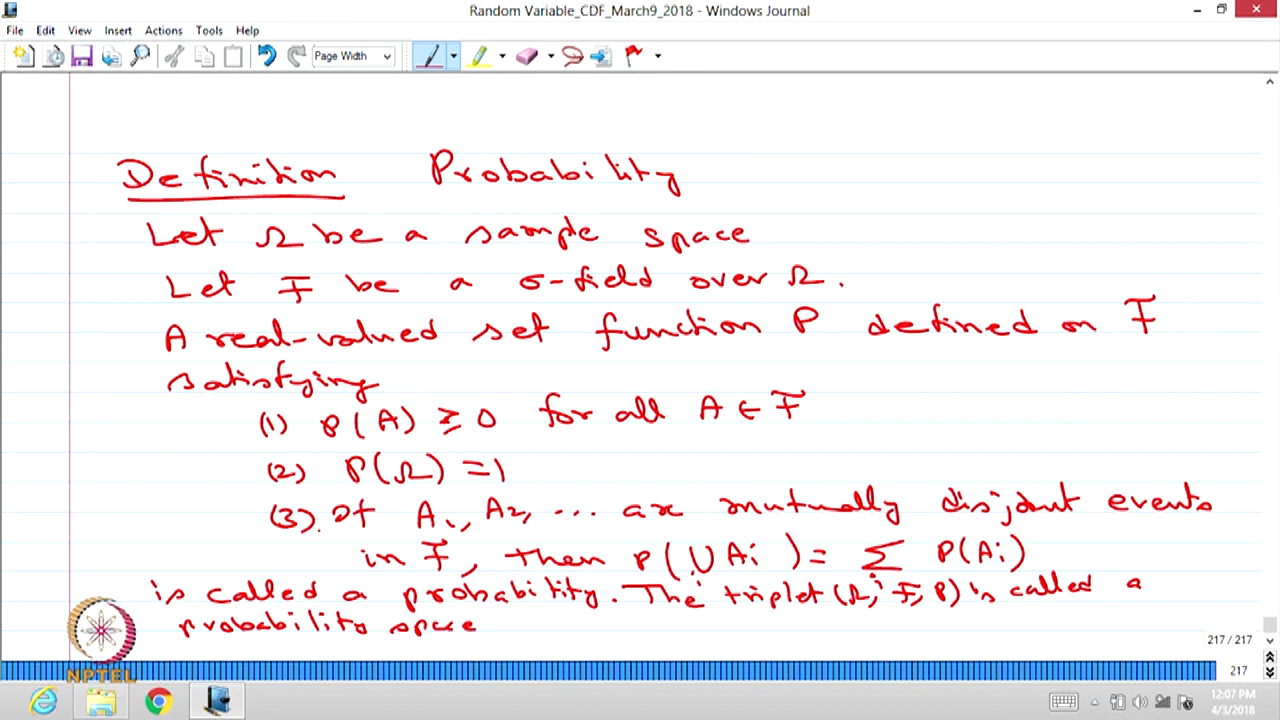 Random Variable_CDF_March9_2018 - Windows Journal
File Edit View Insert Actions Tools Help
Page Width
Definition Probability
Let Ω be a sample space
Let F be a σ-field over Ω.
A real-valued set function P defined on F
satisfying
(1) P(A) ≥ 0 for all A ∈ F
(2) P(Ω) = 1
(3). If A₁, A₂, ... are mutually disjoint events
in F, then P(∪ Ai) = Σ P(Ai)
i i
is called a probability. The triplet (Ω, F, P) is called a
probability space
217 / 217
217
NPTEL
12:07 PM
4/3/2018